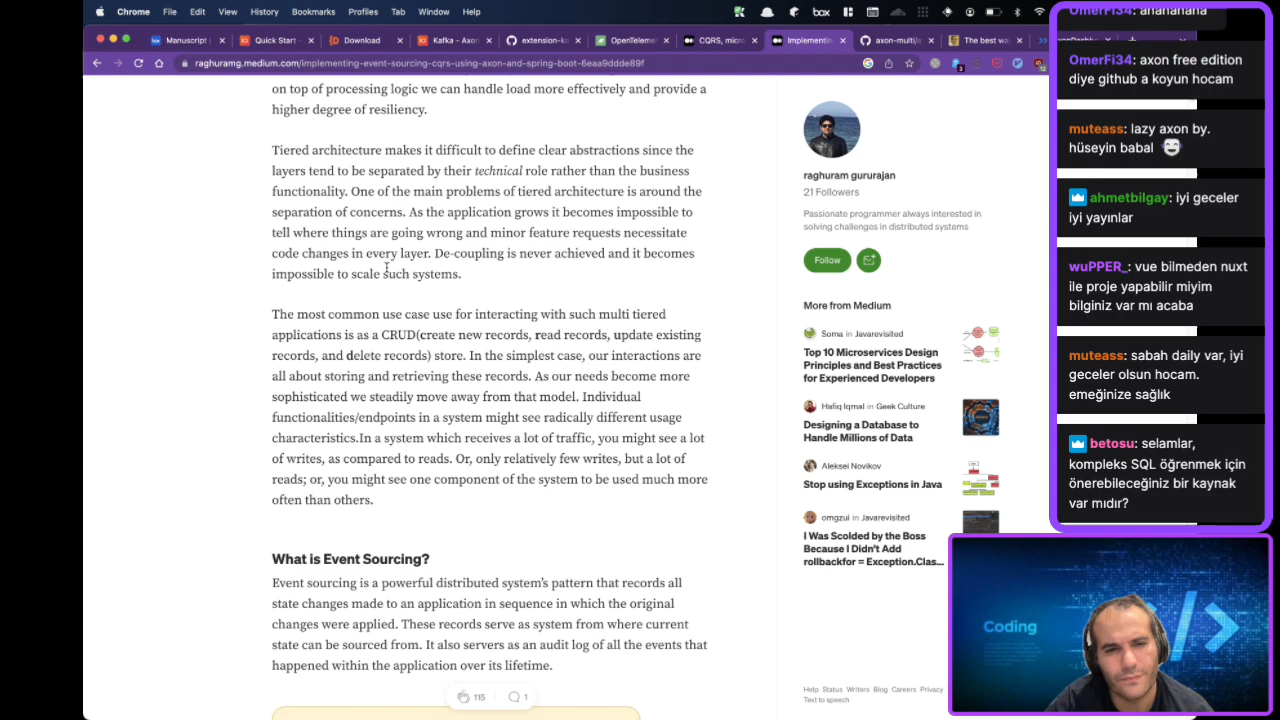 Chrome File Edit View History Bookmarks Profiles Tab Window Help
Manuscript
Quick Start -
Download
Kafka - Axon
extension-ka
OpenTeleme
CQRS, micro
Implementin
axon-multi/a
The best wa
raghuramg.medium.com/implementing-event-sourcing-cqrs-using-axon-and-spring-boot-6eaa9ddde89f
on top of processing logic we can handle load more effectively and provide a
higher degree of resiliency.
Tiered architecture makes it difficult to define clear abstractions since the
layers tend to be separated by their technical role rather than the business
functionality. One of the main problems of tiered architecture is around the
separation of concerns. As the application grows it becomes impossible to
tell where things are going wrong and minor feature requests necessitate
code changes in every layer. De-coupling is never achieved and it becomes
impossible to scale such systems.
The most common use case use for interacting with such multi tiered
applications is as a CRUD(create new records, read records, update existing
records, and delete records) store. In the simplest case, our interactions are
all about storing and retrieving these records. As our needs become more
sophisticated we steadily move away from that model. Individual
functionalities/endpoints in a system might see radically different usage
characteristics.In a system which receives a lot of traffic, you might see a lot
of writes, as compared to reads. Or, only relatively few writes, but a lot of
reads; or, you might see one component of the system to be used much more
often than others.
What is Event Sourcing?
Event sourcing is a powerful distributed system's pattern that records all
state changes made to an application in sequence in which the original
changes were applied. These records serve as system from where current
state can be sourced from. It also servers as an audit log of all the events that
happened within the application over its lifetime.
115
1
raghuram gururajan
21 Followers
Passionate programmer always interested in
solving challenges in distributed systems
Follow
More from Medium
Soma in Javarevisited
Top 10 Microservices Design
Principles and Best Practices
for Experienced Developers
Hafiq Iqmal in Geek Culture
Designing a Database to
Handle Millions of Data
Aleksei Novikov
Stop using Exceptions in Java
omgzui in Javarevisited
I Was Scolded by the Boss
Because I Didn't Add
rollbackfor = Exception.Clas...
Help Status Writers Blog Careers Privacy
Text to speech
OmerFi34: ahahahaha
OmerFi34: axon free edition
diye github a koyun hocam
muteass: lazy axon by.
hüseyin babal
ahmetbilgay: iyi geceler
iyi yayınlar
wuPPER_: vue bilmeden nuxt
ile proje yapabilir miyim
bilginiz var mı acaba
muteass: sabah daily var, iyi
geceler olsun hocam.
emeğinize sağlık
betosu: selamlar,
kompleks SQL öğrenmek için
önerebileceğiniz bir kaynak
var mıdır?
Coding